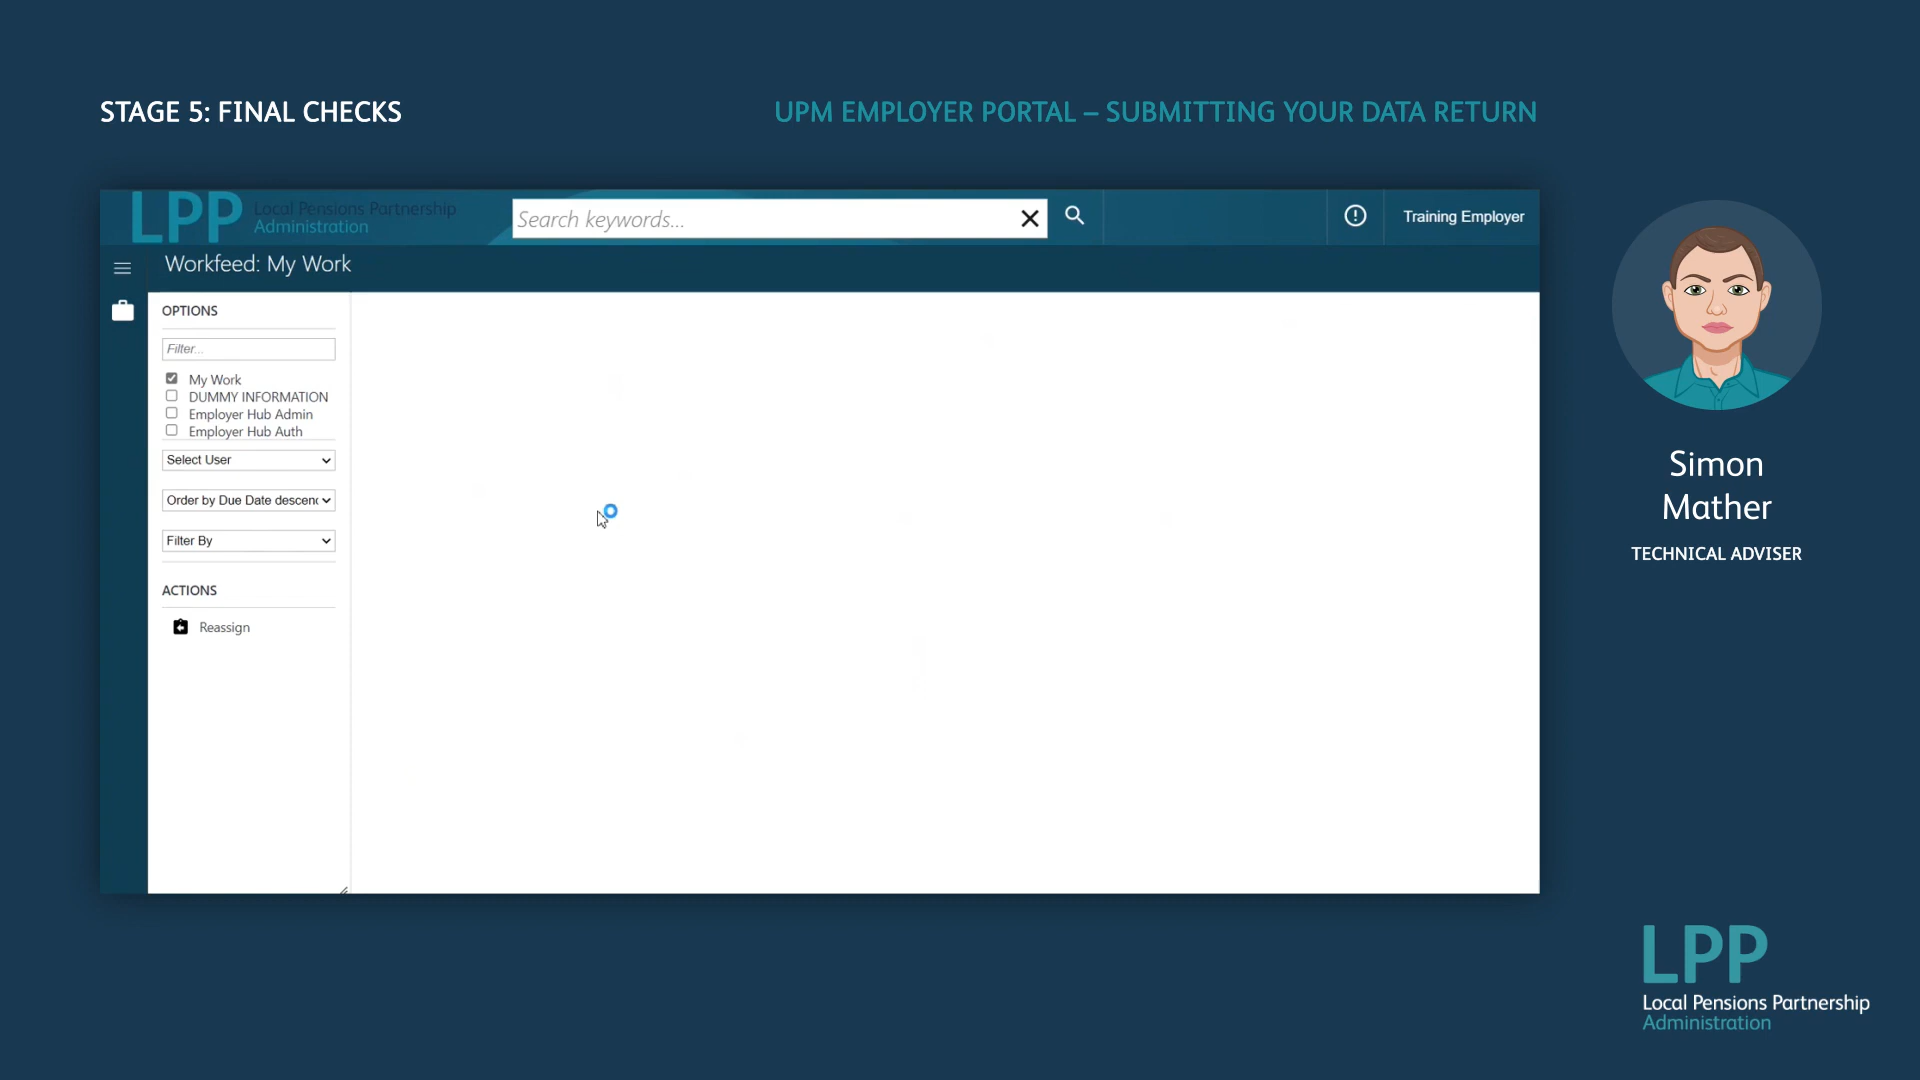 STAGE 5: FINAL CHECKS
UPM EMPLOYER PORTAL – SUBMITTING YOUR DATA RETURN
LPP
Local Pensions Partnership
Administration
Search keywords...
Training Employer
Workfeed: My Work
OPTIONS
Filter...
My Work
DUMMY INFORMATION
Employer Hub Admin
Employer Hub Auth
Select User
Order by Due Date descenc
Filter By
ACTIONS
Reassign
Simon
Mather
TECHNICAL ADVISER
LPP
Local Pensions Partnership
Administration